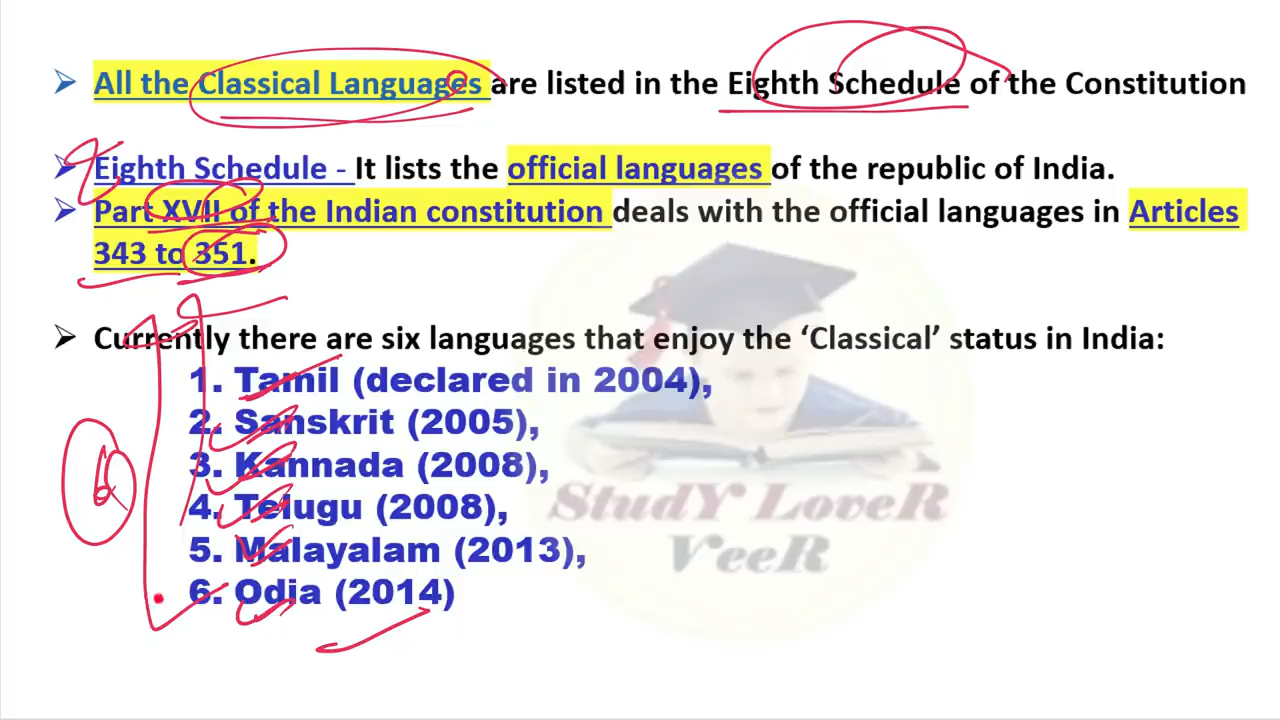 All the Classical Languages are listed in the Eighth Schedule of the Constitution
Eighth Schedule - It lists the official languages of the republic of India.
Part XVII of the Indian constitution deals with the official languages in Articles
343 to 351.
Currently there are six languages that enjoy the ‘Classical’ status in India:
1. Tamil (declared in 2004),
2. Sanskrit (2005),
3. Kannada (2008),
4. Telugu (2008),
5. Malayalam (2013),
6. Odia (2014)
6
StudY LoveR
VeeR